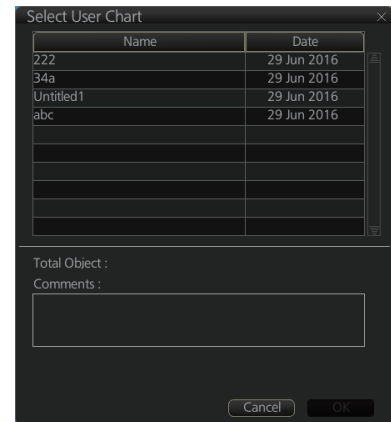 Select User Chart
Name Date
222 29 Jun 2016
34a 29 Jun 2016
Untitled1 29 Jun 2016
abc 29 Jun 2016
Total Object :
Comments :
Cancel OK